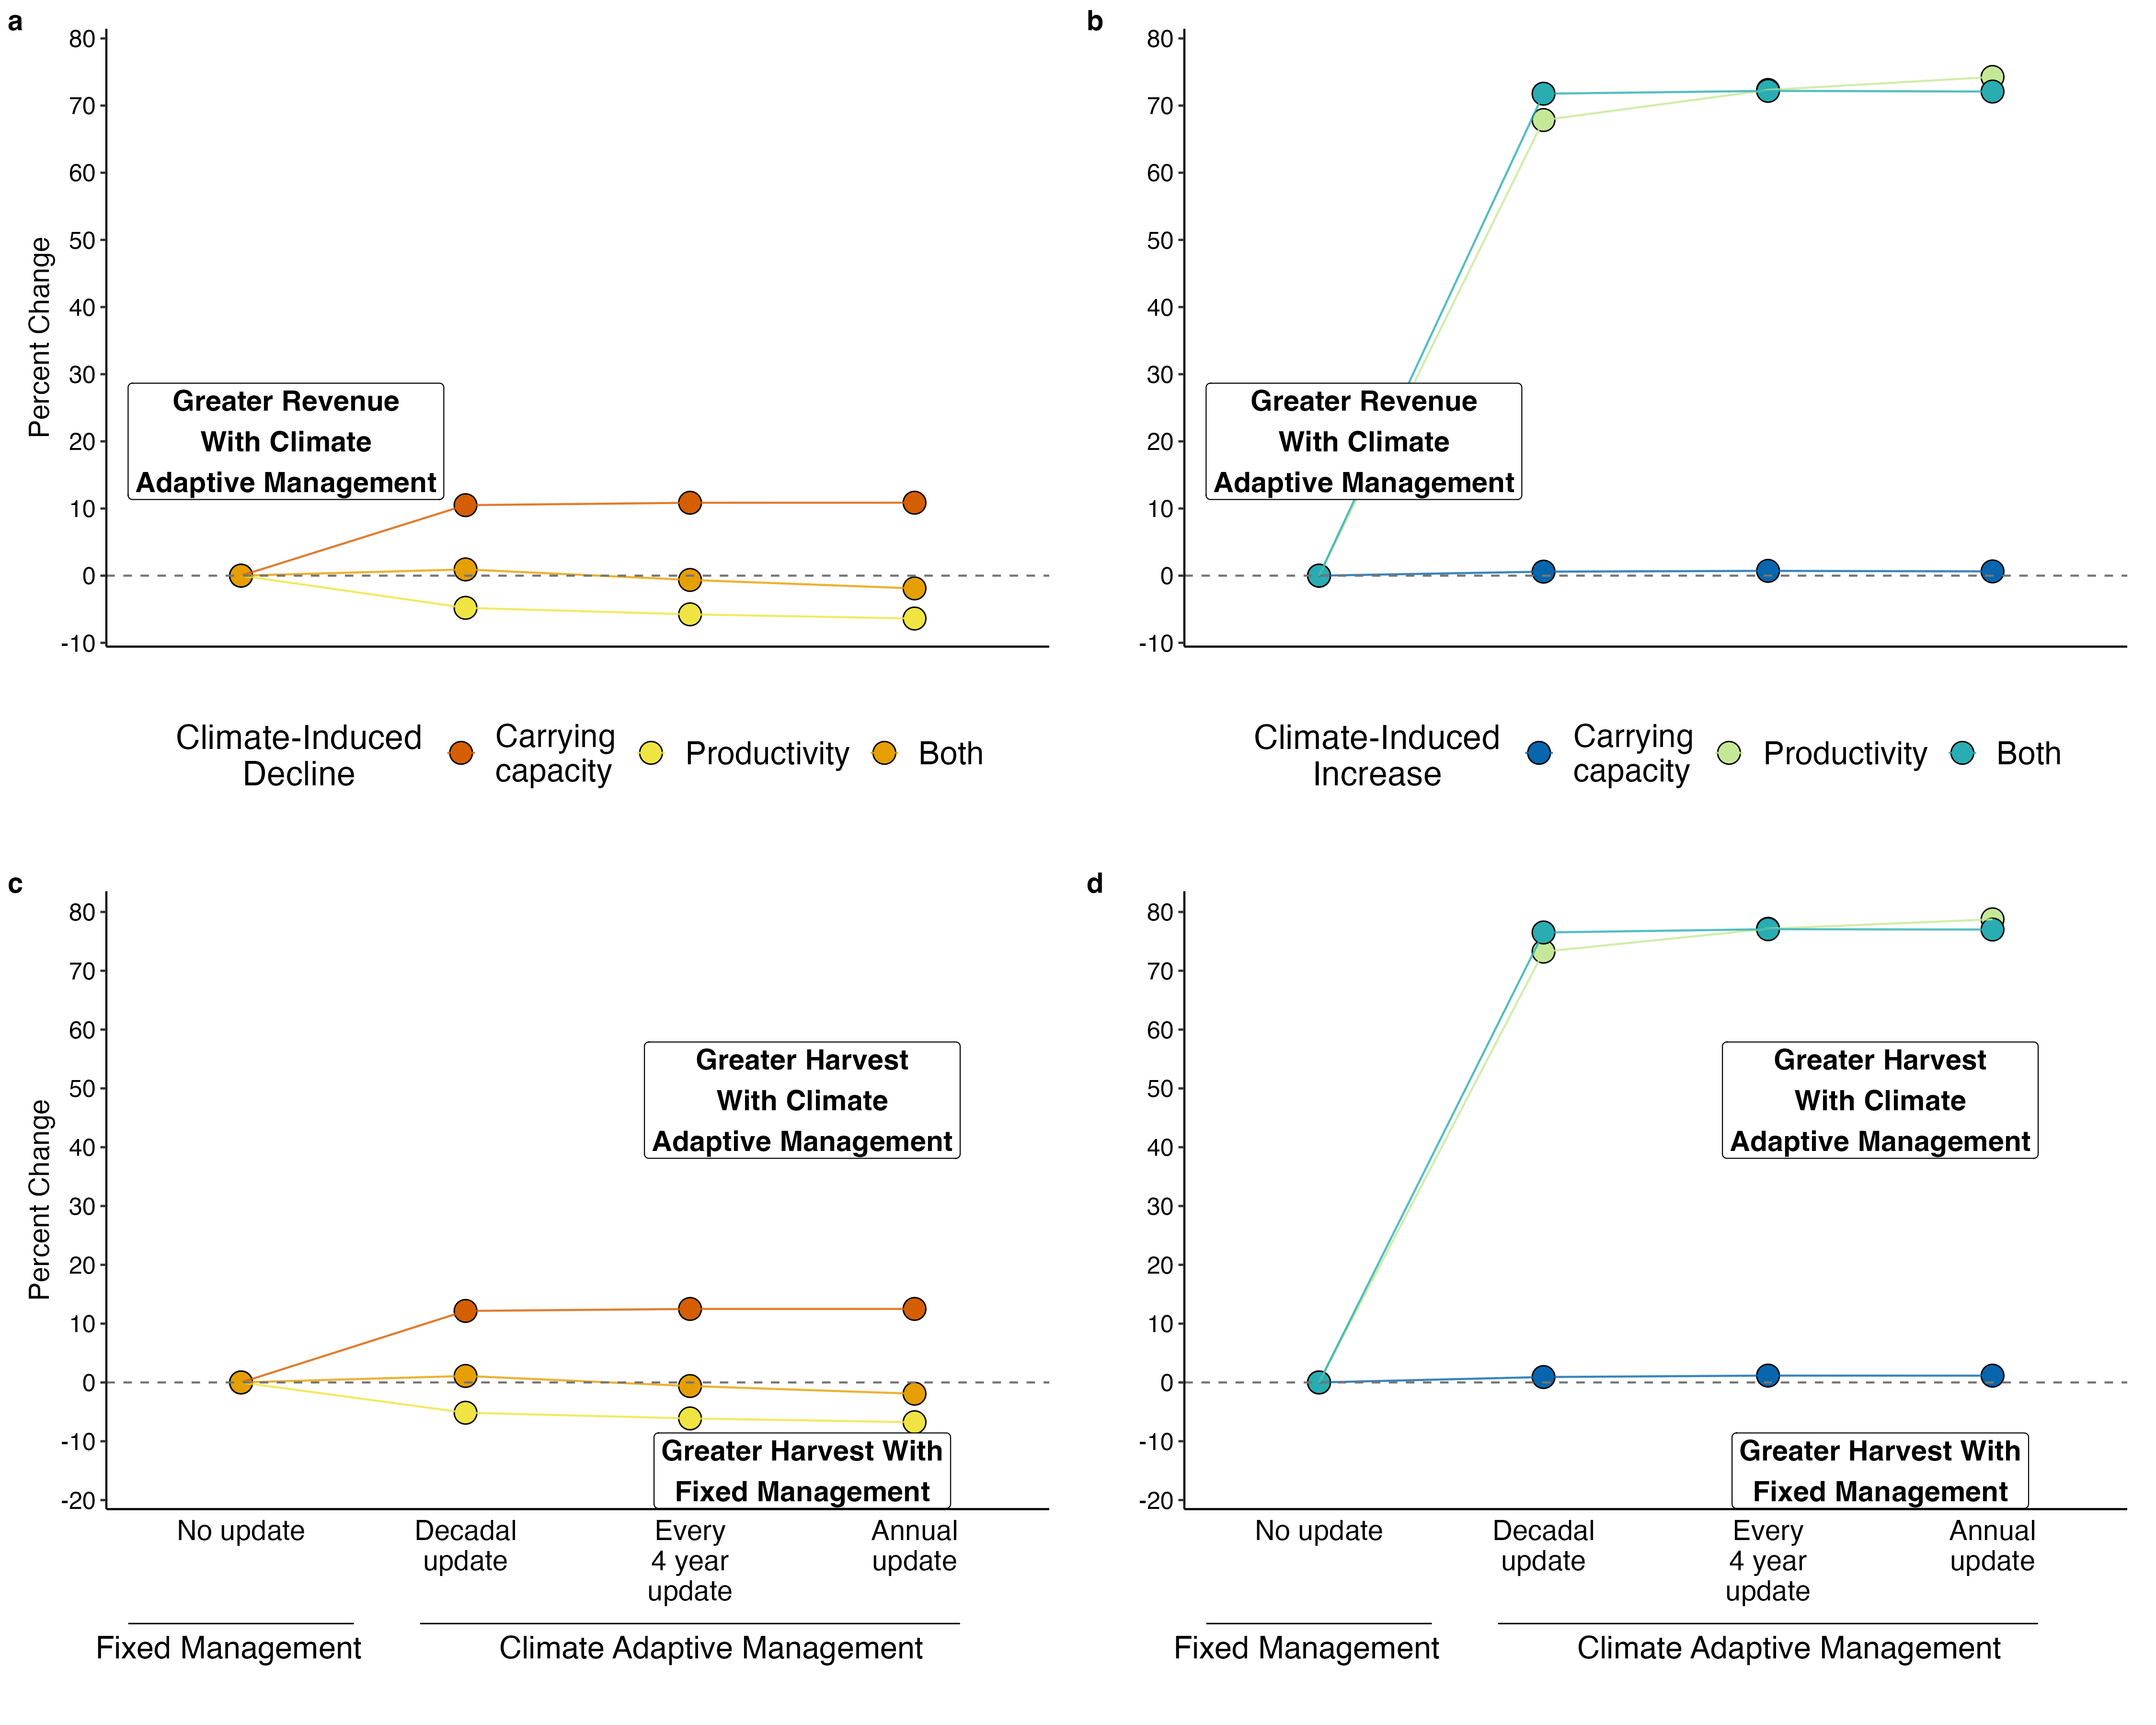 a
80
70
60
50
40
30
20
10
0
-10
Percent Change
Greater Revenue
With Climate
Adaptive Management
Climate-Induced
Decline
Carrying
capacity
Productivity
Both
b
80
70
60
50
40
30
20
10
0
-10
Greater Revenue
With Climate
Adaptive Management
Climate-Induced
Increase
Carrying
capacity
Productivity
Both
c
80
70
60
50
40
30
20
10
0
-10
-20
Percent Change
Greater Harvest
With Climate
Adaptive Management
Greater Harvest With
Fixed Management
No update
Decadal
update
Every
4 year
update
Annual
update
Fixed Management
Climate Adaptive Management
d
80
70
60
50
40
30
20
10
0
-10
-20
Greater Harvest
With Climate
Adaptive Management
Greater Harvest With
Fixed Management
No update
Decadal
update
Every
4 year
update
Annual
update
Fixed Management
Climate Adaptive Management